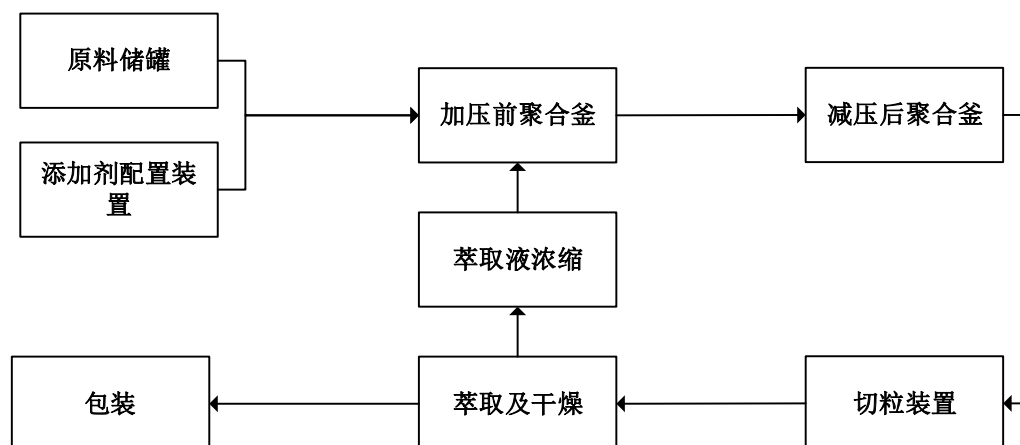 原料储罐
加压前聚合釜
减压后聚合釜
添加剂配置装
置
萃取液浓缩
包装
萃取及干燥
切粒装置